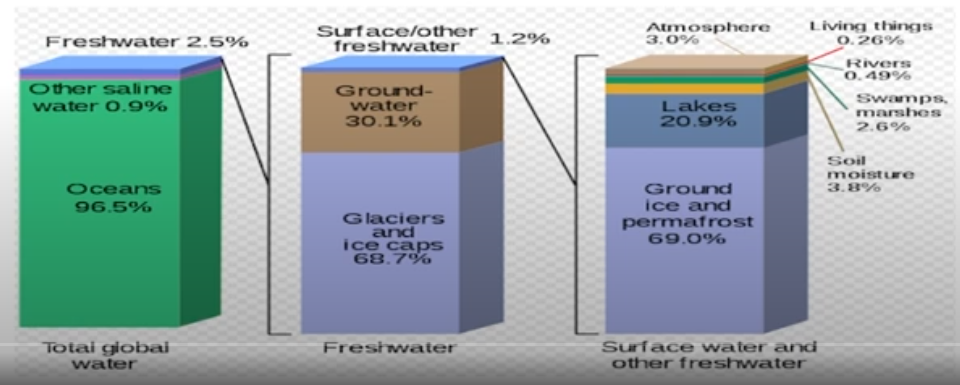 Freshwater 2.5%
Other saline
water 0.9%
Oceans
96.5%
Total global
water
Surface/other
freshwater 1.2%
Ground-
water
30.1%
Glaciers
and
ice caps
68.7%
Freshwater
Atmosphere
3.0%
Living things
0.26%
Rivers
0.49%
Swamps,
marshes
2.6%
Soil
moisture
3.8%
Lakes
20.9%
Ground
ice and
permafrost
69.0%
Surface water and
other freshwater